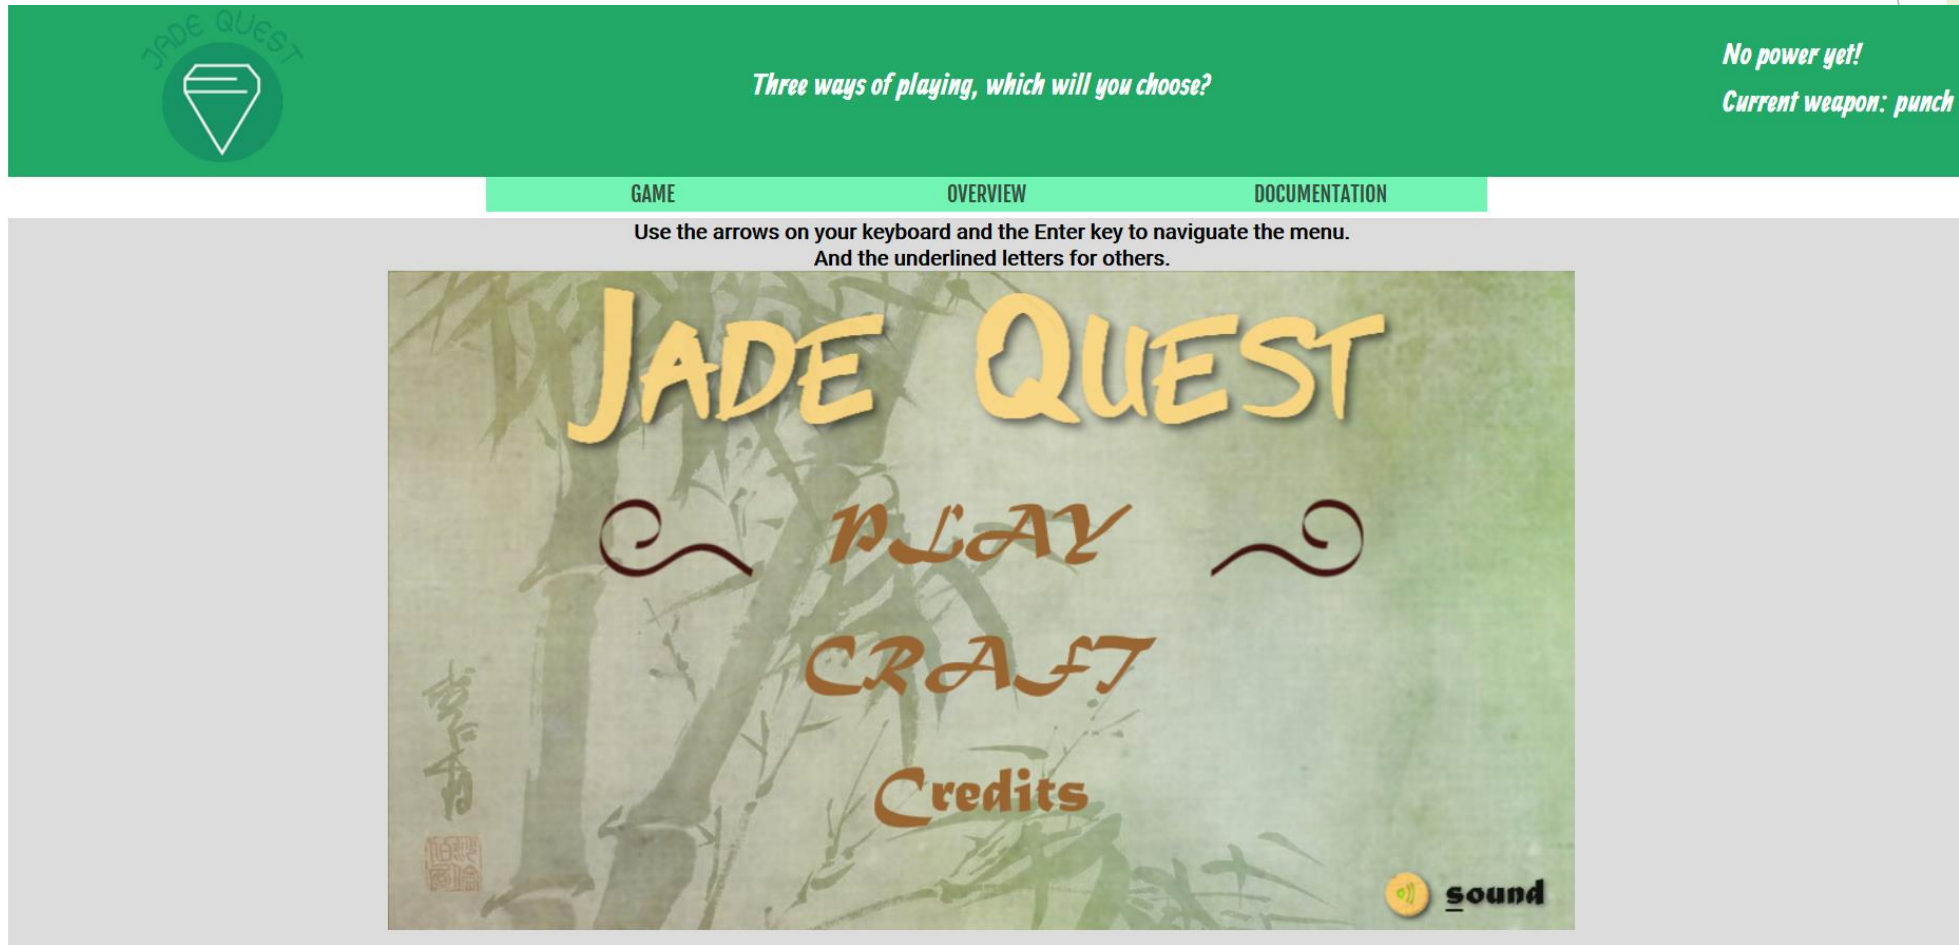 JADE QUEST
Three ways of playing, which will you choose?
No power yet!
Current weapon: punch
GAME
OVERVIEW
DOCUMENTATION
Use the arrows on your keyboard and the Enter key to naviguate the menu.
And the underlined letters for others.
JADE QUEST
PLAY
CRAFT
Credits
sound